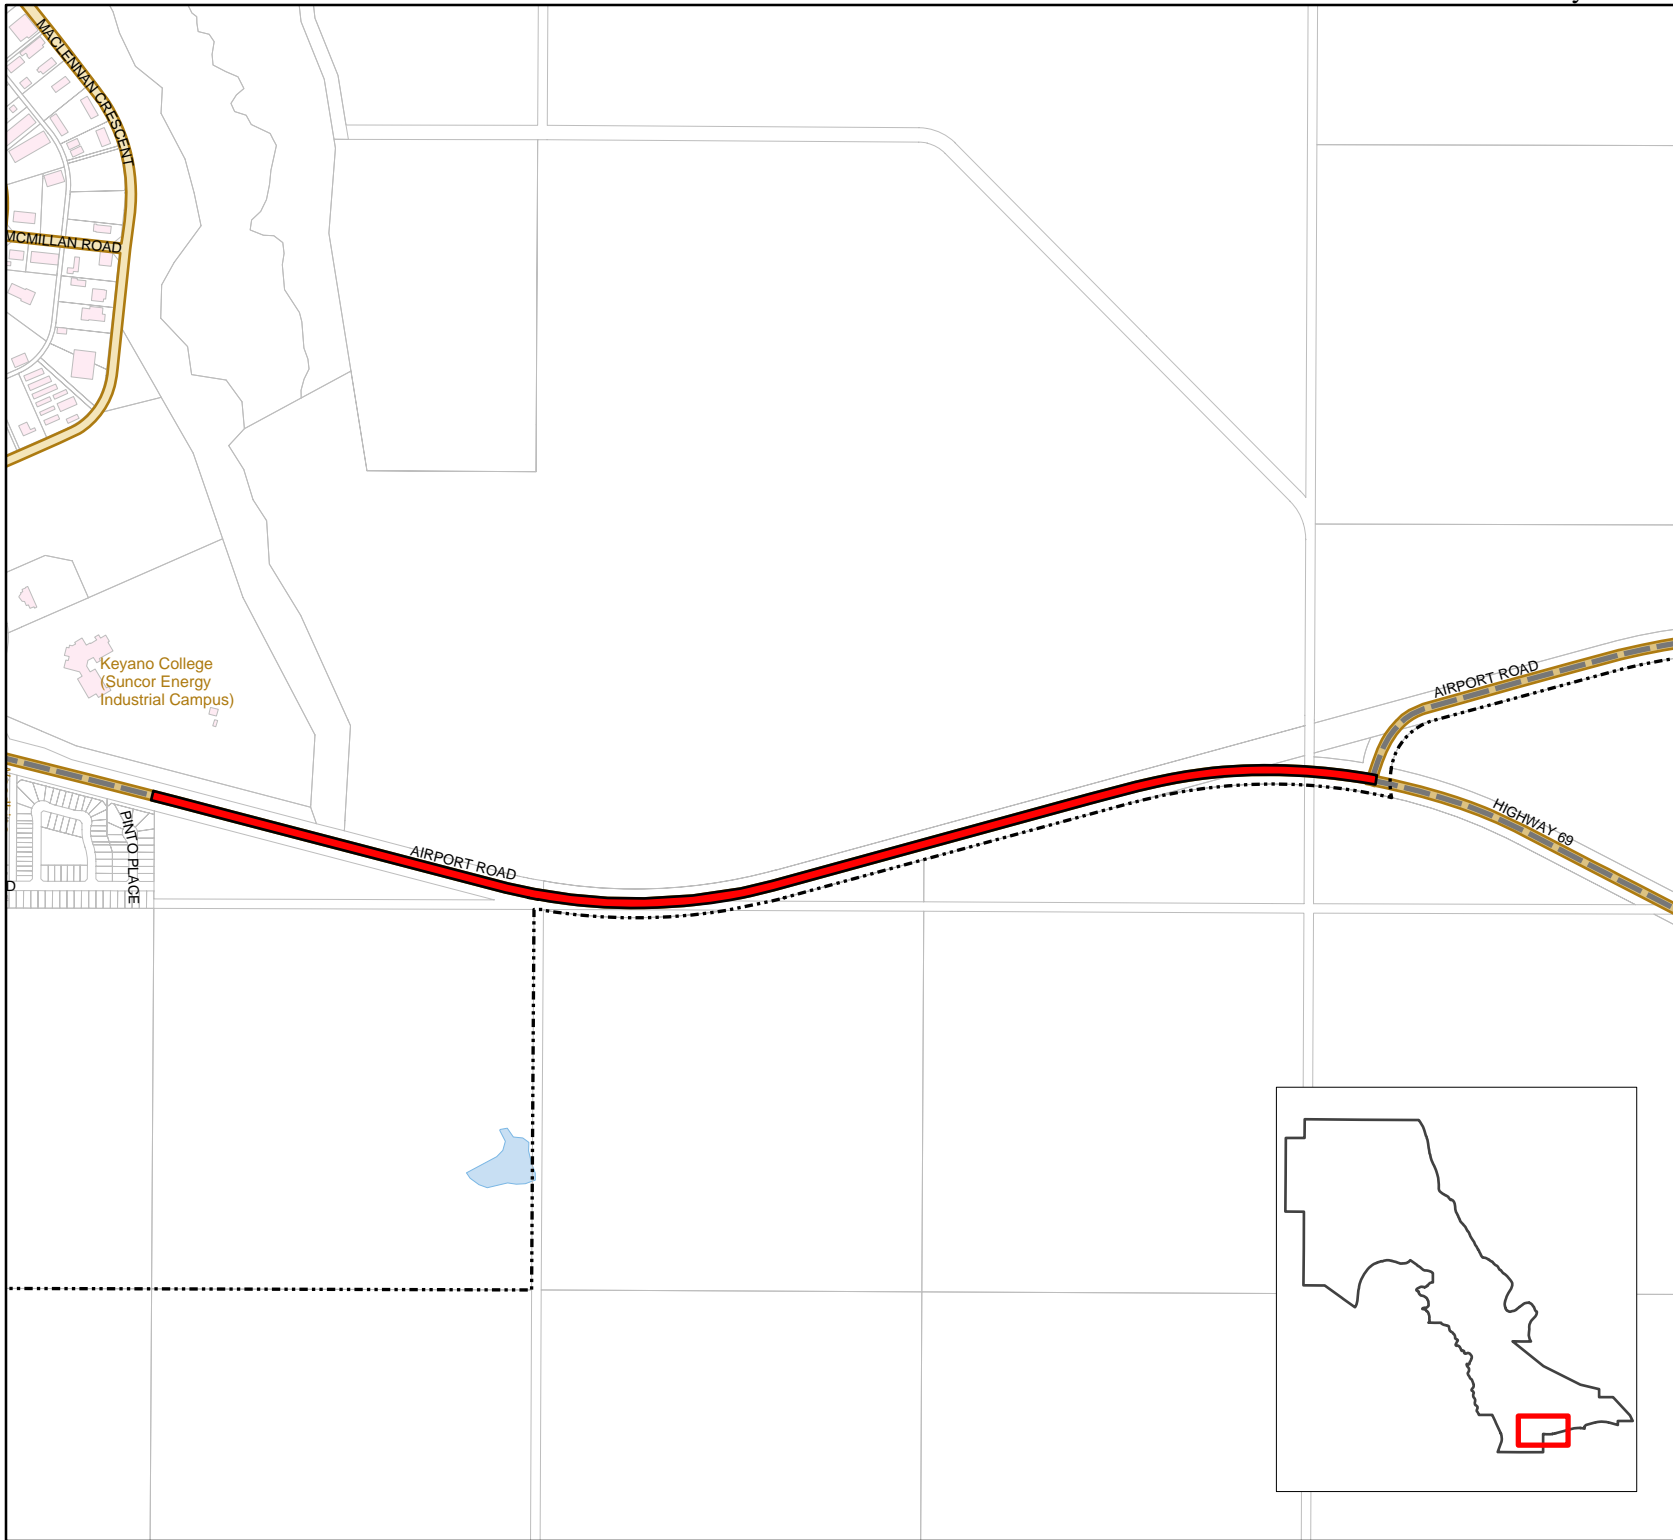 MACLENNAN CRESCENT
MCMILLAN ROAD
Keyano College
(Suncor Energy
Industrial Campus)
AIRPORT ROAD
HIGHWAY 69
PINTO PLACE
AIRPORT ROAD
D